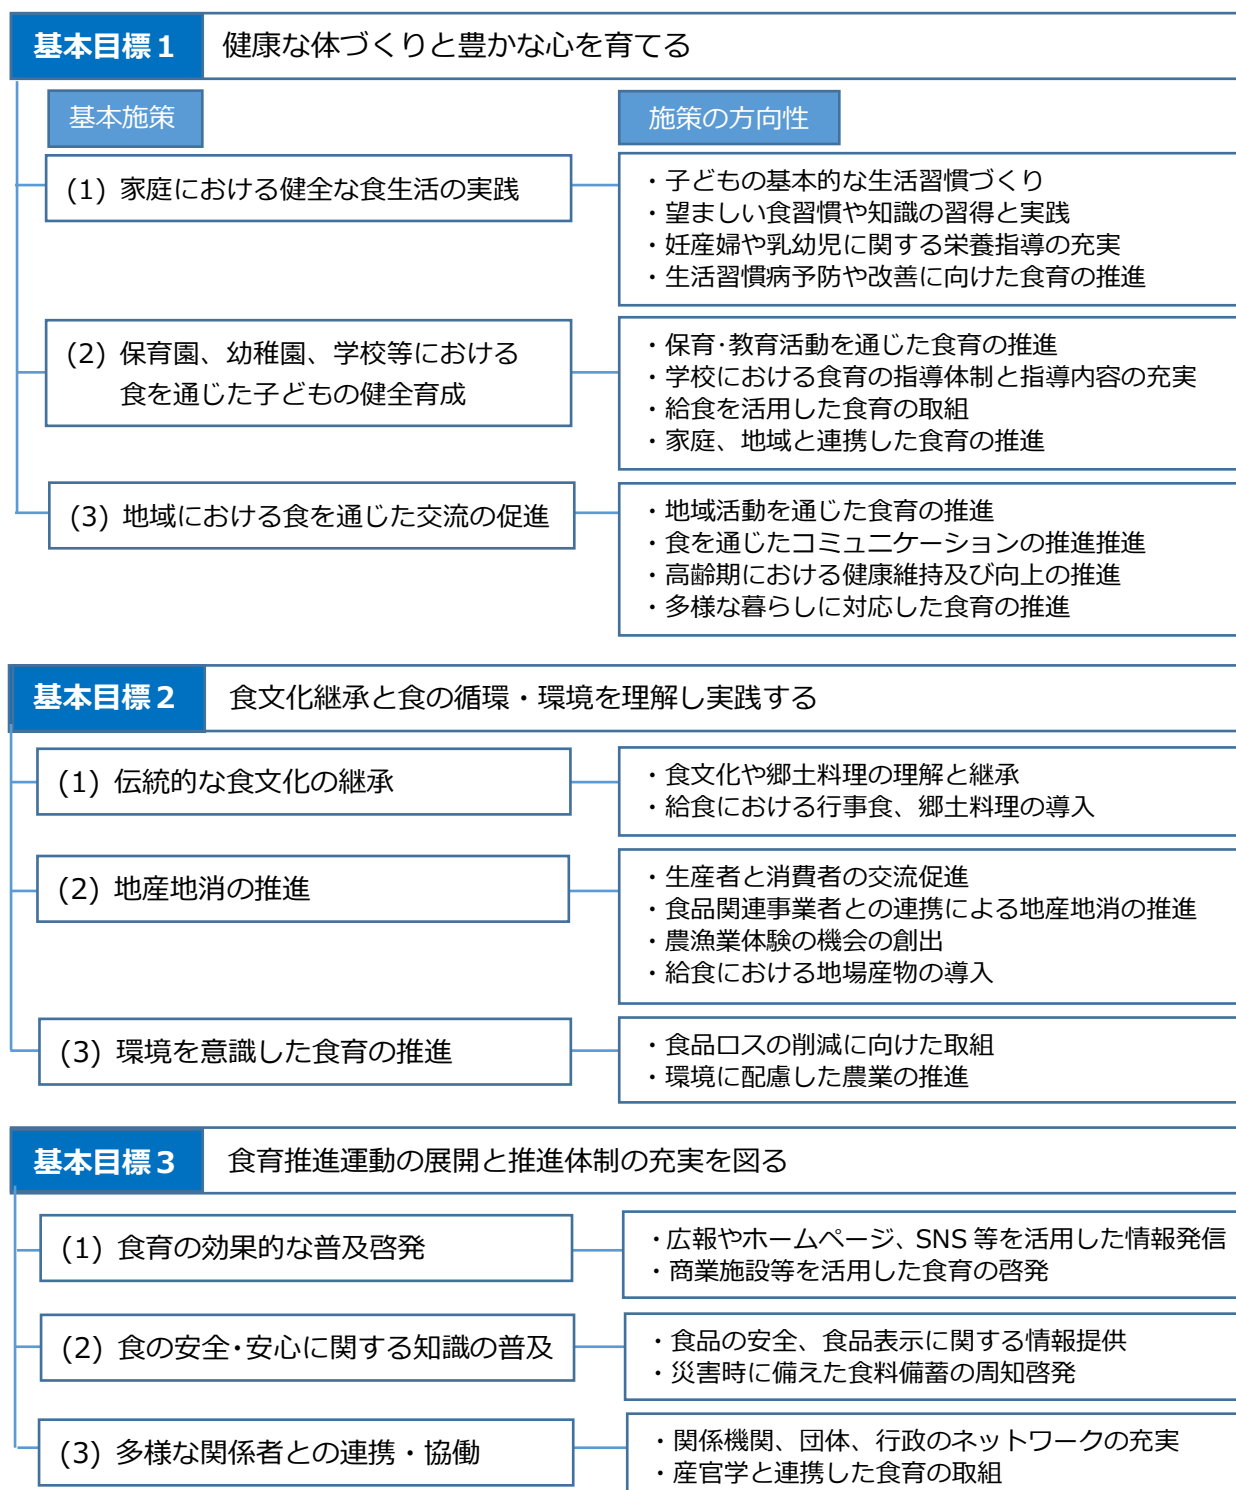 基本目標１ 健康な体づくりと豊かな心を育てる
基本施策 施策の方向性
(1) 家庭における健全な食生活の実践
・子どもの基本的な生活習慣づくり
・望ましい食習慣や知識の習得と実践
・妊産婦や乳幼児に関する栄養指導の充実
・生活習慣病予防や改善に向けた食育の推進
(2) 保育園、幼稚園、学校等における
食を通じた子どもの健全育成
・保育･教育活動を通じた食育の推進
・学校における食育の指導体制と指導内容の充実
・給食を活用した食育の取組
・家庭、地域と連携した食育の推進
(3) 地域における食を通じた交流の促進
・地域活動を通じた食育の推進
・食を通じたコミュニケーションの推進推進
・高齢期における健康維持及び向上の推進
・多様な暮らしに対応した食育の推進
基本目標２ 食文化継承と食の循環・環境を理解し実践する
(1) 伝統的な食文化の継承
・食文化や郷土料理の理解と継承
・給食における行事食、郷土料理の導入
(2) 地産地消の推進
・生産者と消費者の交流促進
・食品関連事業者との連携による地産地消の推進
・農漁業体験の機会の創出
・給食における地場産物の導入
(3) 環境を意識した食育の推進
・食品ロスの削減に向けた取組
・環境に配慮した農業の推進
基本目標３ 食育推進運動の展開と推進体制の充実を図る
(1) 食育の効果的な普及啓発
・広報やホームページ、SNS 等を活用した情報発信
・商業施設等を活用した食育の啓発
(2) 食の安全･安心に関する知識の普及
・食品の安全、食品表示に関する情報提供
・災害時に備えた食料備蓄の周知啓発
(3) 多様な関係者との連携・協働
・関係機関、団体、行政のネットワークの充実
・産官学と連携した食育の取組